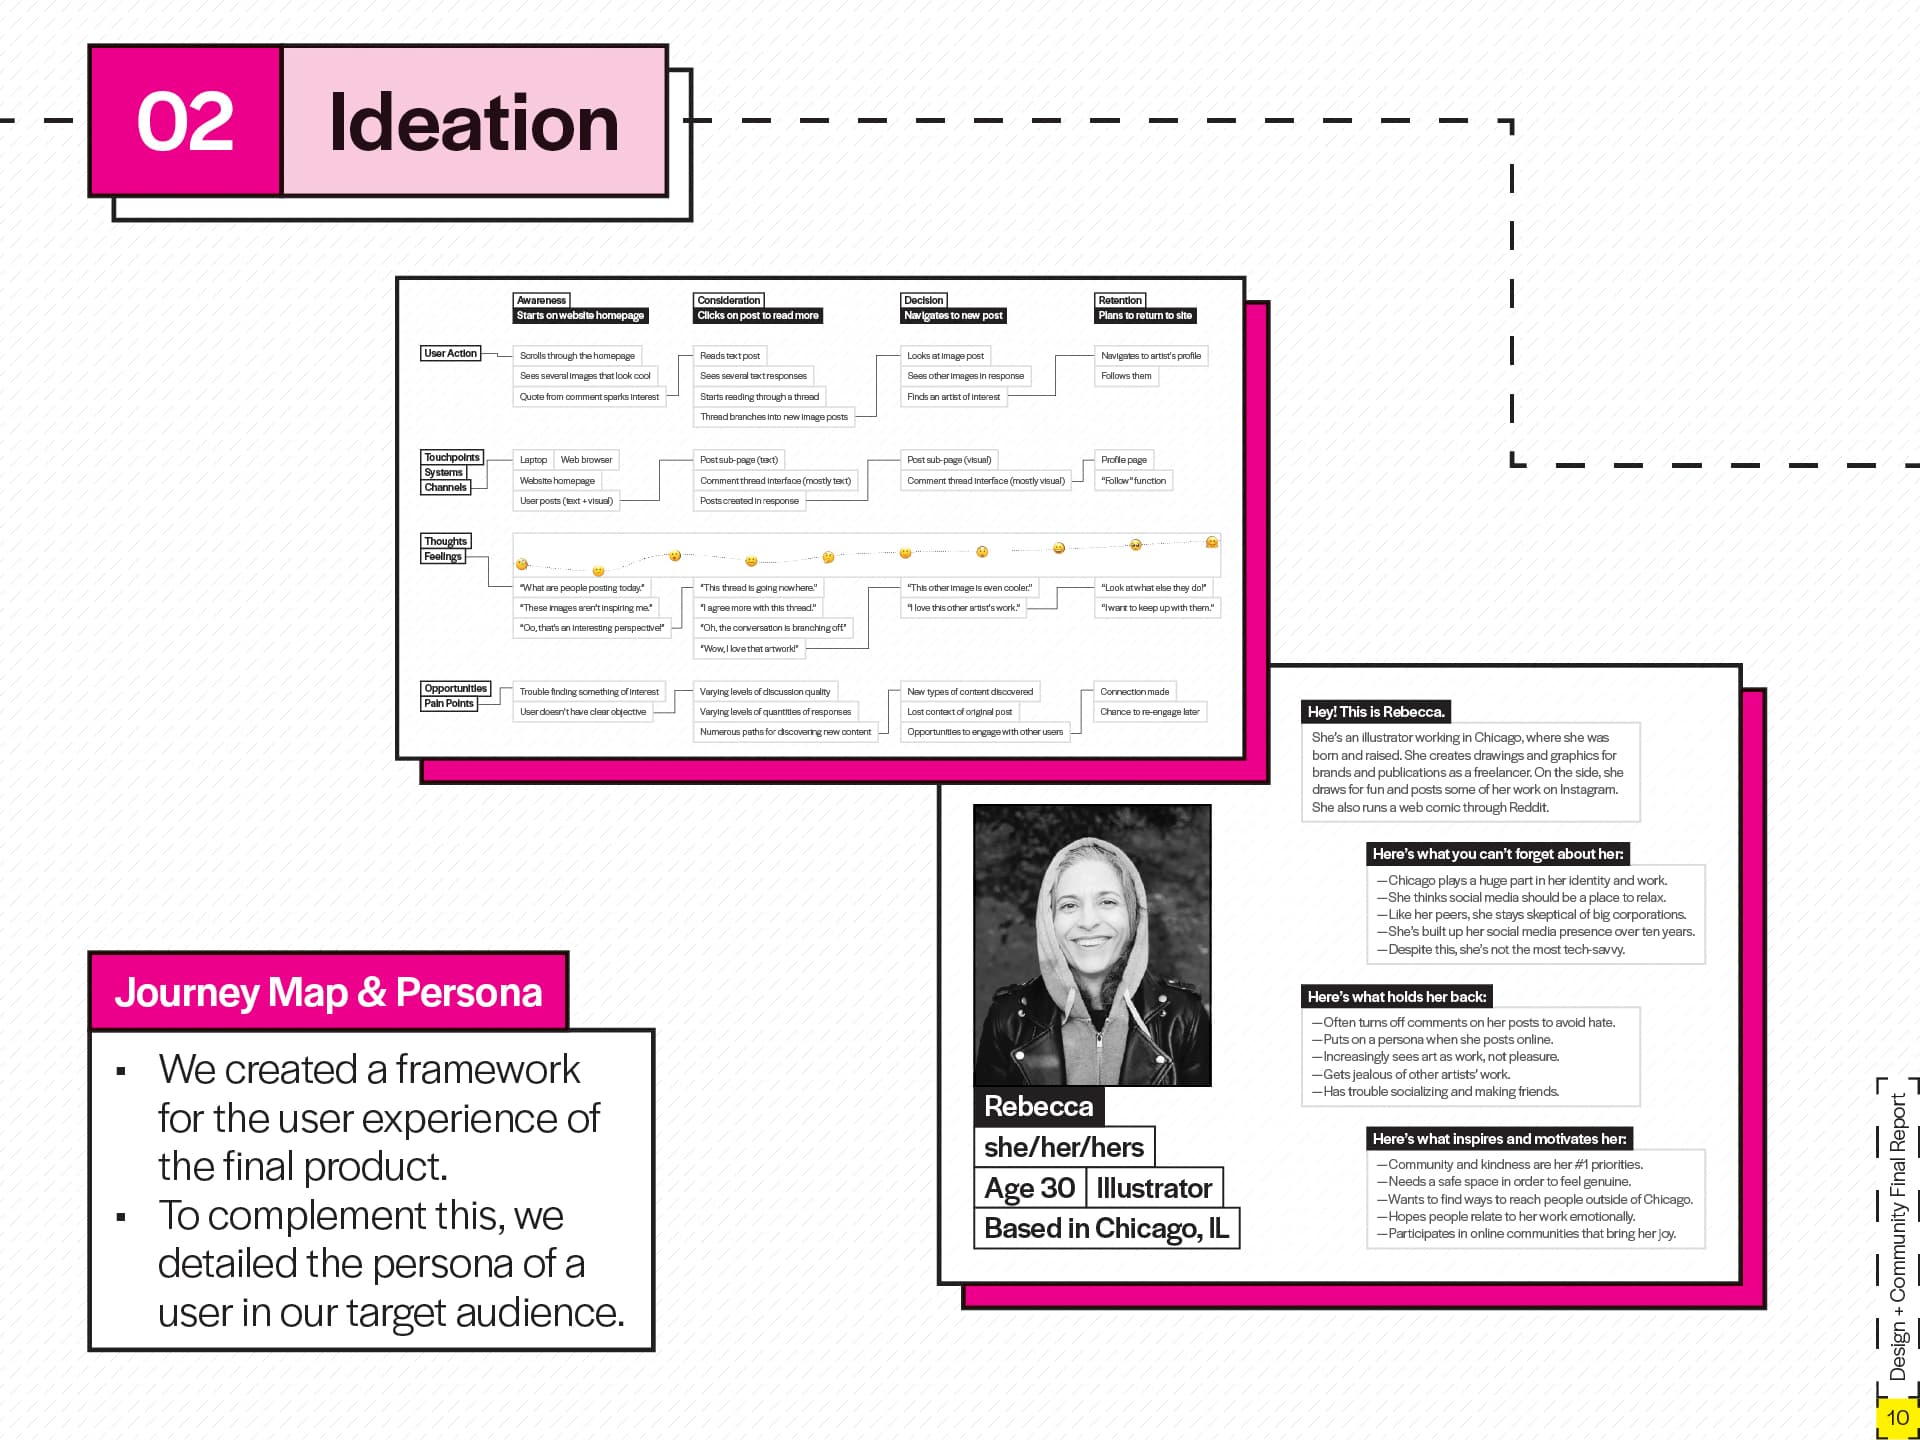 02 Ideation
Awareness
Starts on website homepage
Consideration
Clicks on post to read more
Decision
Navigates to new post
Retention
Plans to return to site
User Action
Scrolls through the homepage
Sees several images that look cool
Quote from comment sparks interest
Reads text post
Sees several text responses
Starts reading through a thread
Thread branches into new image posts
Looks at image post
Sees other images in response
Finds an artist of interest
Navigates to artist's profile
Follows them
Touchpoints
Systems
Channels
Laptop Web browser
Website homepage
User posts (text + visual)
Post sub-page (text)
Comment thread interface (mostly text)
Posts created in response
Post sub-page (visual)
Comment thread interface (mostly visual)
Profile page
“Follow” function
Thoughts
Feelings
“What are people posting today.”
“These images aren't inspiring me.”
“Oo, that's an interesting perspective!”
“This thread is going nowhere.”
“I agree more with this thread.”
“Oh, the conversation is branching off.”
“Wow, I love that artwork!”
“This other image is even cooler.”
“I love this other artist's work.”
“Look at what else they do!”
“I want to keep up with them.”
Opportunities
Pain Points
Trouble finding something of interest
User doesn't have clear objective
Varying levels of discussion quality
Varying levels of quantities of responses
Numerous paths for discovering new content
New types of content discovered
Lost context of original post
Opportunities to engage with other users
Connection made
Chance to re-engage later
Hey! This is Rebecca.
She's an illustrator working in Chicago, where she was
born and raised. She creates drawings and graphics for
brands and publications as a freelancer. On the side, she
draws for fun and posts some of her work on Instagram.
She also runs a web comic through Reddit.
Here's what you can't forget about her:
—Chicago plays a huge part in her identity and work.
—She thinks social media should be a place to relax.
—Like her peers, she stays skeptical of big corporations.
—She's built up her social media presence over ten years.
—Despite this, she's not the most tech-savvy.
Here's what holds her back:
—Often turns off comments on her posts to avoid hate.
—Puts on a persona when she posts online.
—Increasingly sees art as work, not pleasure.
—Gets jealous of other artists' work.
—Has trouble socializing and making friends.
Here's what inspires and motivates her:
—Community and kindness are her #1 priorities.
—Needs a safe space in order to feel genuine.
—Wants to find ways to reach people outside of Chicago.
—Hopes people relate to her work emotionally.
—Participates in online communities that bring her joy.
Rebecca
she/her/hers
Age 30 Illustrator
Based in Chicago, IL
Journey Map & Persona
▪ We created a framework
for the user experience of
the final product.
▪ To complement this, we
detailed the persona of a
user in our target audience.
Design + Community Final Report
10